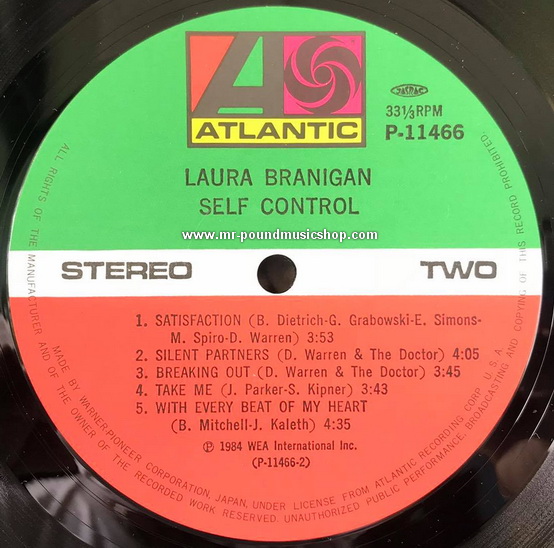 ATLANTIC
JASRAC
33⅓RPM
P-11466
LAURA BRANIGAN
SELF CONTROL
www.mr-poundmusicshop.com
STEREO
TWO
1. SATISFACTION (B. Dietrich-G. Grabowski-E. Simons-
M. Spiro-D. Warren) 3:53
2. SILENT PARTNERS (D. Warren & The Doctor) 4:05
3. BREAKING OUT (D. Warren & The Doctor) 3:45
4. TAKE ME (J. Parker-S. Kipner) 3:43
5. WITH EVERY BEAT OF MY HEART
(B. Mitchell-J. Kaleth) 4:35
Ⓟ 1984 WEA International Inc.
(P-11466-2)
MADE BY WARNER-PIONEER CORPORATION, JAPAN, UNDER LICENSE FROM ATLANTIC RECORDING CORP. U.S.A.
ALL RIGHTS OF THE MANUFACTURER AND OF THE OWNER OF THE RECORDED WORK RESERVED. UNAUTHORIZED PUBLIC PERFORMANCE, BROADCASTING AND COPYING OF THIS RECORD PROHIBITED.